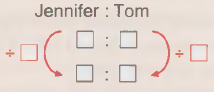 Jennifer : Tom
÷ □ □ : □ ÷ □
□ : □